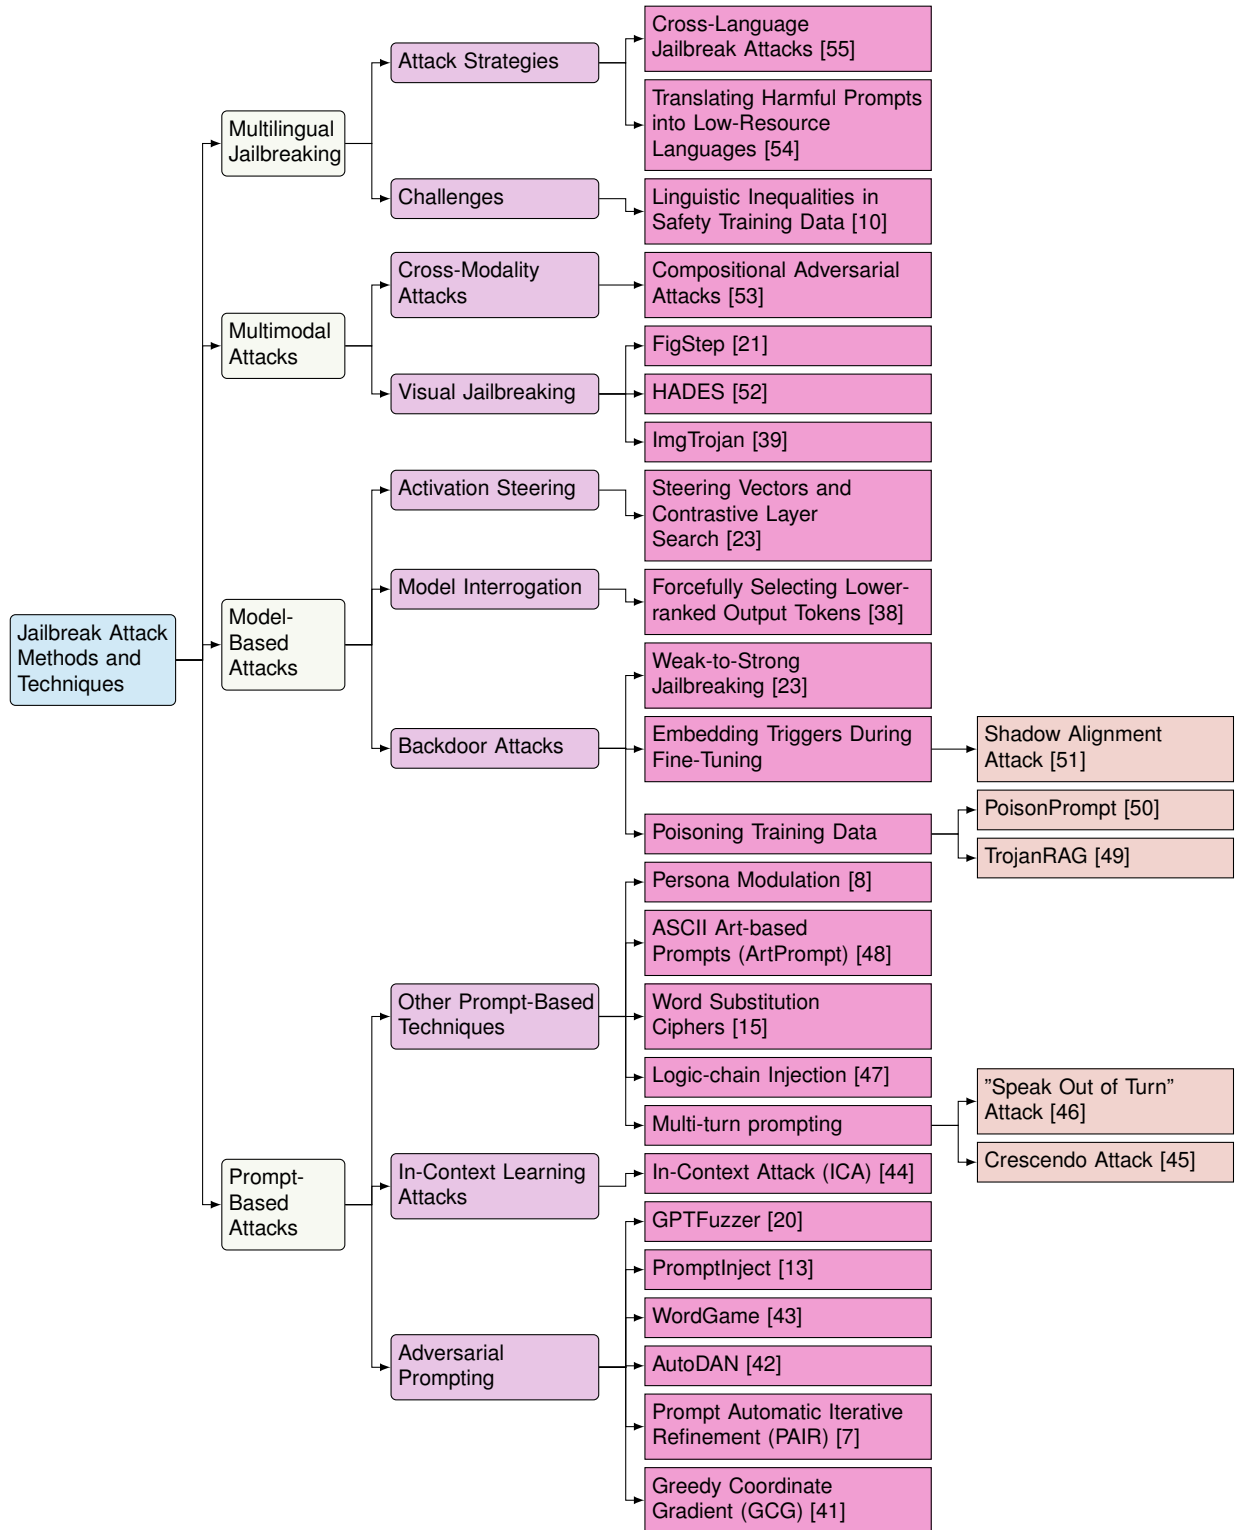 Jailbreak Attack
Methods and
Techniques
Multilingual
Jailbreaking
Attack Strategies
Cross-Language
Jailbreak Attacks [55]
Translating Harmful Prompts
into Low-Resource
Languages [54]
Challenges
Linguistic Inequalities in
Safety Training Data [10]
Multimodal
Attacks
Cross-Modality
Attacks
Compositional Adversarial
Attacks [53]
Visual Jailbreaking
FigStep [21]
HADES [52]
ImgTrojan [39]
Model-
Based
Attacks
Activation Steering
Steering Vectors and
Contrastive Layer
Search [23]
Model Interrogation
Forcefully Selecting Lower-
ranked Output Tokens [38]
Backdoor Attacks
Weak-to-Strong
Jailbreaking [23]
Embedding Triggers During
Fine-Tuning
Shadow Alignment
Attack [51]
Poisoning Training Data
PoisonPrompt [50]
TrojanRAG [49]
Prompt-
Based
Attacks
Other Prompt-Based
Techniques
Persona Modulation [8]
ASCII Art-based
Prompts (ArtPrompt) [48]
Word Substitution
Ciphers [15]
Logic-chain Injection [47]
Multi-turn prompting
”Speak Out of Turn”
Attack [46]
Crescendo Attack [45]
In-Context Learning
Attacks
In-Context Attack (ICA) [44]
Adversarial
Prompting
GPTFuzzer [20]
PromptInject [13]
WordGame [43]
AutoDAN [42]
Prompt Automatic Iterative
Refinement (PAIR) [7]
Greedy Coordinate
Gradient (GCG) [41]